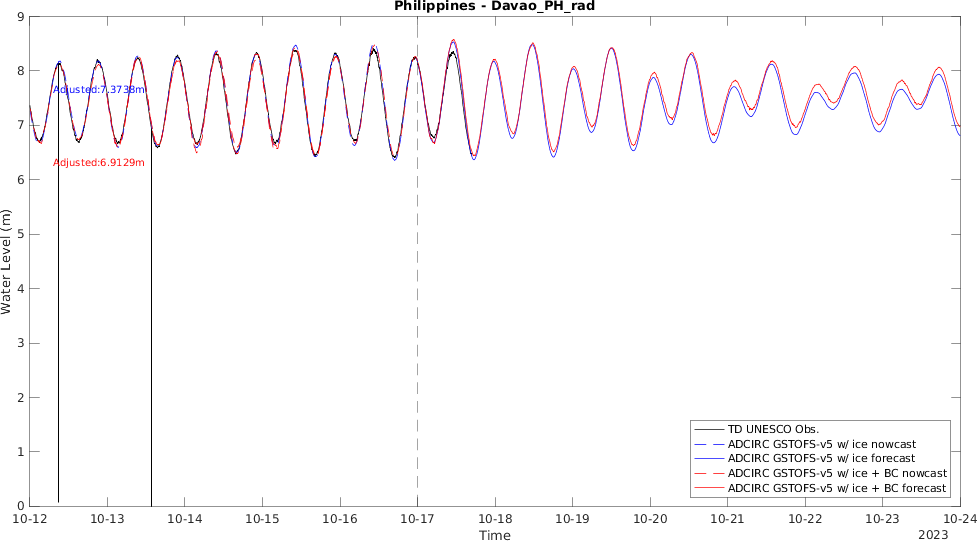 Philippines - Davao_PH_rad
9
8
7
6
5
4
3
2
1
0
Water Level (m)
Adjusted:7.3738m
Adjusted:6.9129m
TD UNESCO Obs.
ADCIRC GSTOFS-v5 w/ ice nowcast
ADCIRC GSTOFS-v5 w/ ice forecast
ADCIRC GSTOFS-v5 w/ ice + BC nowcast
ADCIRC GSTOFS-v5 w/ ice + BC forecast
10-12 10-13 10-14 10-15 10-16 10-17 10-18 10-19 10-20 10-21 10-22 10-23 10-24
Time
2023